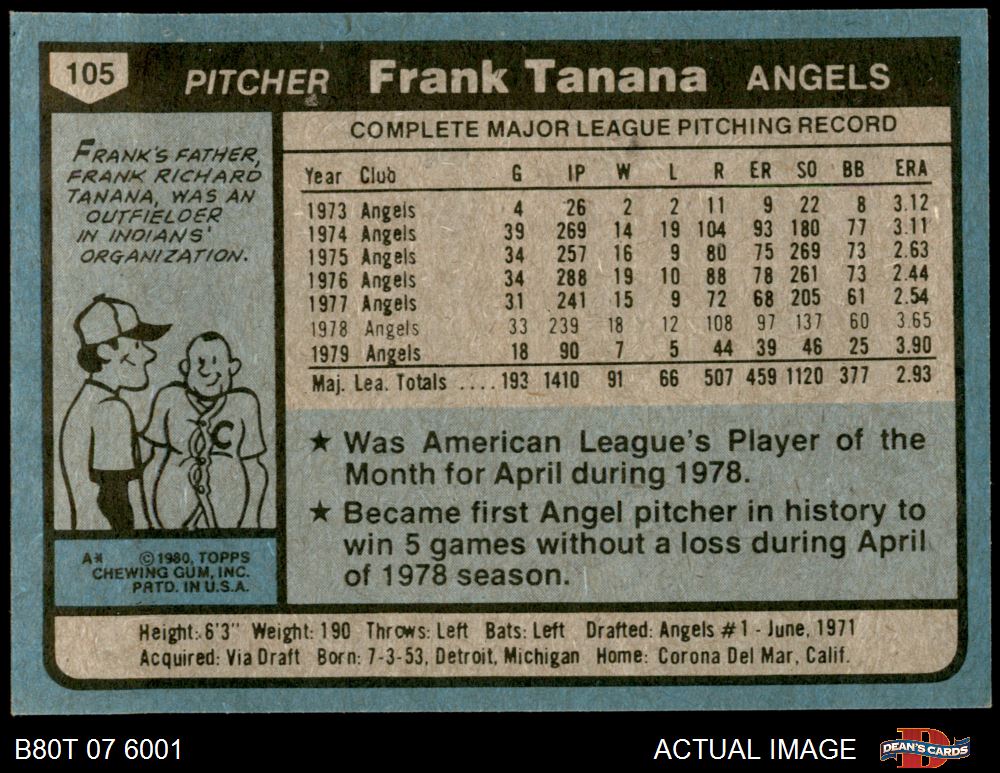 105 PITCHER Frank Tanana ANGELS
FRANK'S FATHER,
FRANK RICHARD
TANANA, WAS AN
OUTFIELDER
IN INDIANS'
ORGANIZATION.
C
A* © 1980, TOPPS
CHEWING GUM, INC.
PRTD. IN U.S.A.
COMPLETE MAJOR LEAGUE PITCHING RECORD
Year Club G IP W L R ER SO BB ERA
1973 Angels 4 26 2 2 11 9 22 8 3.12
1974 Angels 39 269 14 19 104 93 180 77 3.11
1975 Angels 34 257 16 9 80 75 269 73 2.63
1976 Angels 34 288 19 10 88 78 261 73 2.44
1977 Angels 31 241 15 9 72 68 205 61 2.54
1978 Angels 33 239 18 12 108 97 137 60 3.65
1979 Angels 18 90 7 5 44 39 46 25 3.90
Maj. Lea. Totals .... 193 1410 91 66 507 459 1120 377 2.93
★ Was American League's Player of the
Month for April during 1978.
★ Became first Angel pitcher in history to
win 5 games without a loss during April
of 1978 season.
Height: 6'3" Weight: 190 Throws: Left Bats: Left Drafted: Angels #1 - June, 1971
Acquired: Via Draft Born: 7-3-53, Detroit, Michigan Home: Corona Del Mar, Calif.
B80T 07 6001 ACTUAL IMAGE DEAN'S CARDS